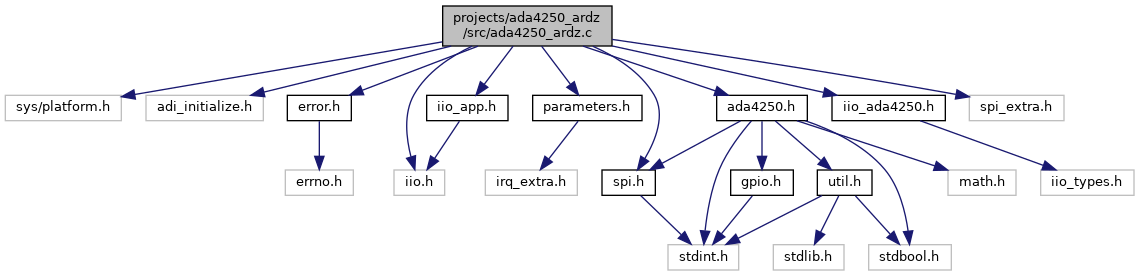 projects/ada4250_ardz
/src/ada4250_ardz.c
sys/platform.h
adi_initialize.h
error.h
iio_app.h
parameters.h
ada4250.h
iio_ada4250.h
spi_extra.h
errno.h
iio.h
irq_extra.h
spi.h
gpio.h
util.h
math.h
iio_types.h
stdint.h
stdlib.h
stdbool.h